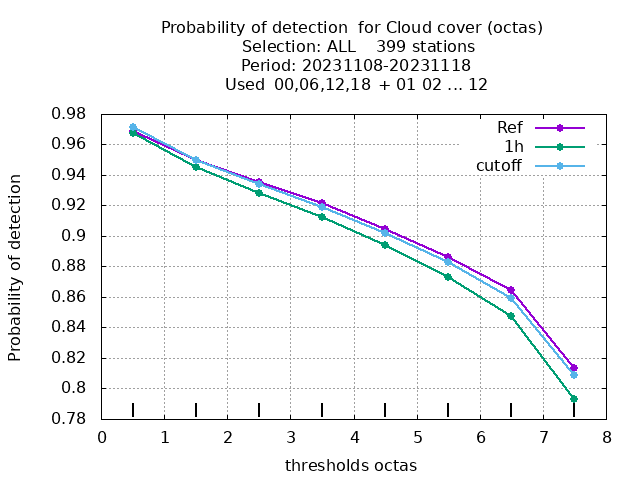 Probability of detection  for Cloud cover (octas)
Selection: ALL    399 stations
Period: 20231108-20231118
Used  00,06,12,18  + 01 02 ... 12
Ref
1h
cutoff
0.98
0.96
0.94
0.92
0.9
0.88
0.86
0.84
0.82
0.8
0.78
Probability of detection
0 1 2 3 4 5 6 7 8
thresholds octas